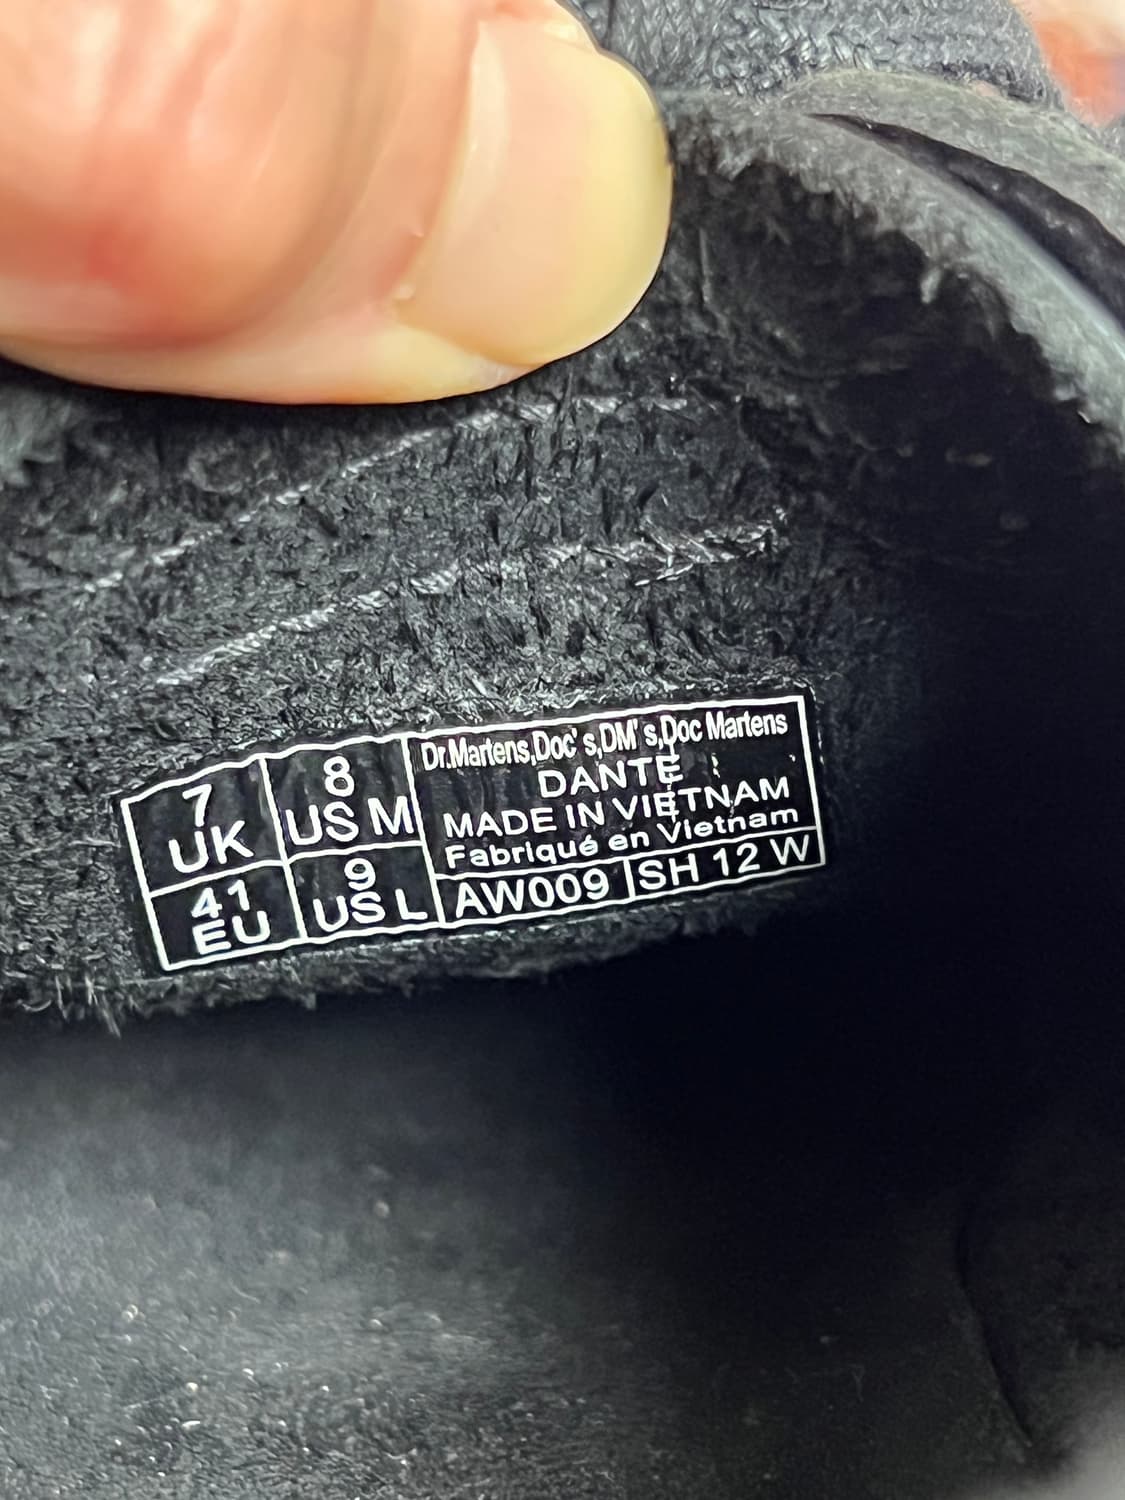 7
UK
8
US M
41
EU
9
US L
Dr.Martens,Doc's,DM's,Doc Martens
DANTE
MADE IN VIETNAM
Fabriqué en Vietnam
AW009
SH 12 W